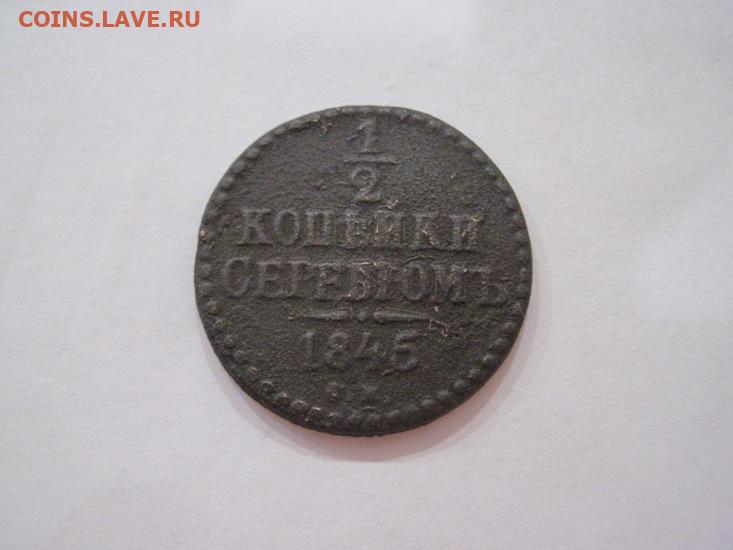 COINS.LAVE.RU
1
2
КОПѢЙКИ
СЕРЕБРОМЪ
1845